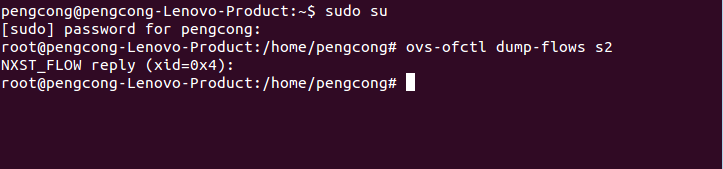 pengcong@pengcong-Lenovo-Product:~$ sudo su
[sudo] password for pengcong:
root@pengcong-Lenovo-Product:/home/pengcong# ovs-ofctl dump-flows s2
NXST_FLOW reply (xid=0x4):
root@pengcong-Lenovo-Product:/home/pengcong#